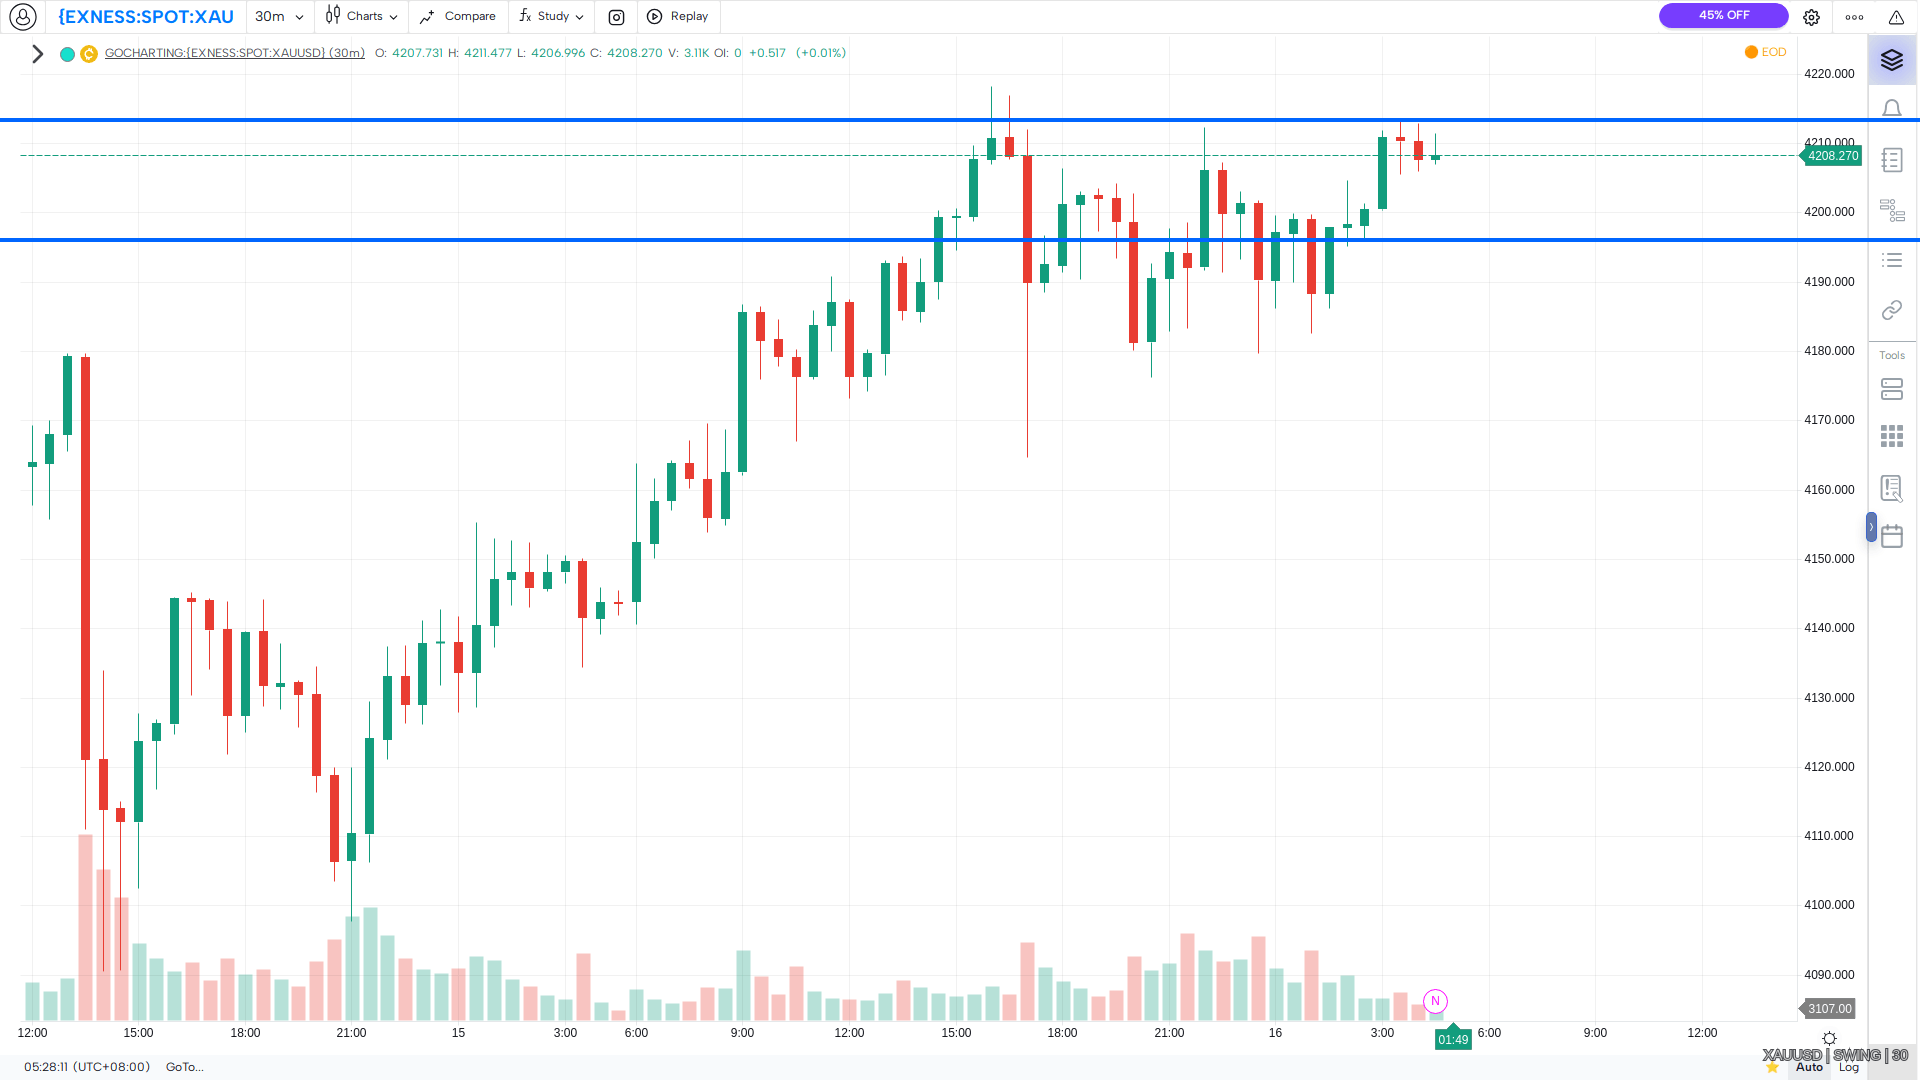 {EXNESS:SPOT:XAU 30m Charts Compare fx Study Replay 45% OFF
GOCHARTING:{EXNESS:SPOT:XAUUSD} (30m) O: 4207.731 H: 4211.477 L: 4206.996 C: 4208.270 V: 3.11K OI: 0 +0.517 (+0.01%)
EOD
4220.000
4210.000
4208.270
4200.000
4190.000
4180.000
4170.000
4160.000
4150.000
4140.000
4130.000
4120.000
4110.000
4100.000
4090.000
3107.00
Tools
N
12:00 15:00 18:00 21:00 15 3:00 6:00 9:00 12:00 15:00 18:00 21:00 16 3:00 6:00 9:00 12:00
01:49
XAUUSD | SWING | 30
05:28:11 (UTC+08:00) GoTo... Auto Log